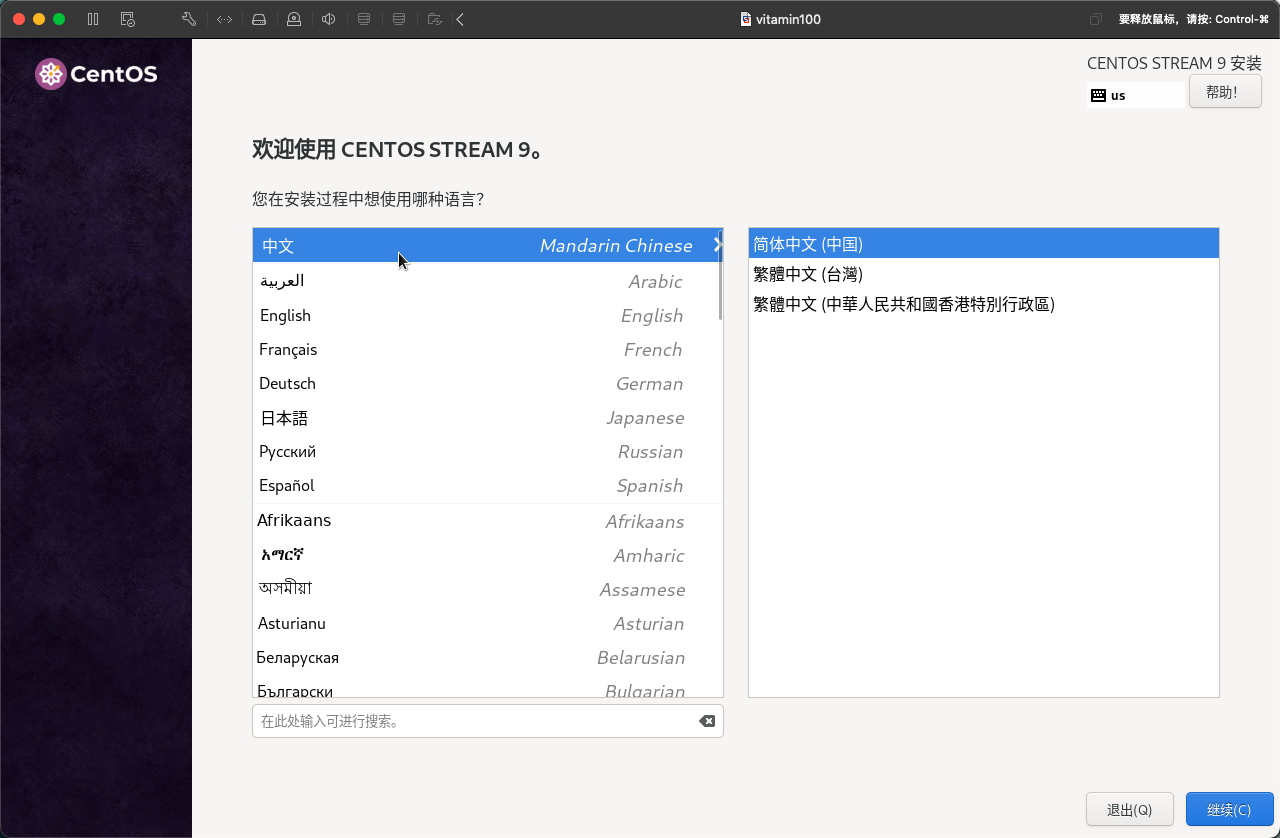 vitamin100
要释放鼠标，请按: Control-⌘
CentOS
CENTOS STREAM 9 安装
us
帮助！
欢迎使用 CENTOS STREAM 9。
您在安装过程中想使用哪种语言？
中文 Mandarin Chinese
العربية Arabic
English English
Français French
Deutsch German
日本語 Japanese
Русский Russian
Español Spanish
Afrikaans Afrikaans
አማርኛ Amharic
অসমীয়া Assamese
Asturianu Asturian
Беларуская Belarusian
Български Bulgarian
简体中文 (中国)
繁體中文 (台灣)
繁體中文 (中華人民共和國香港特別行政區)
在此处输入可进行搜索。
退出(Q)
继续(C)